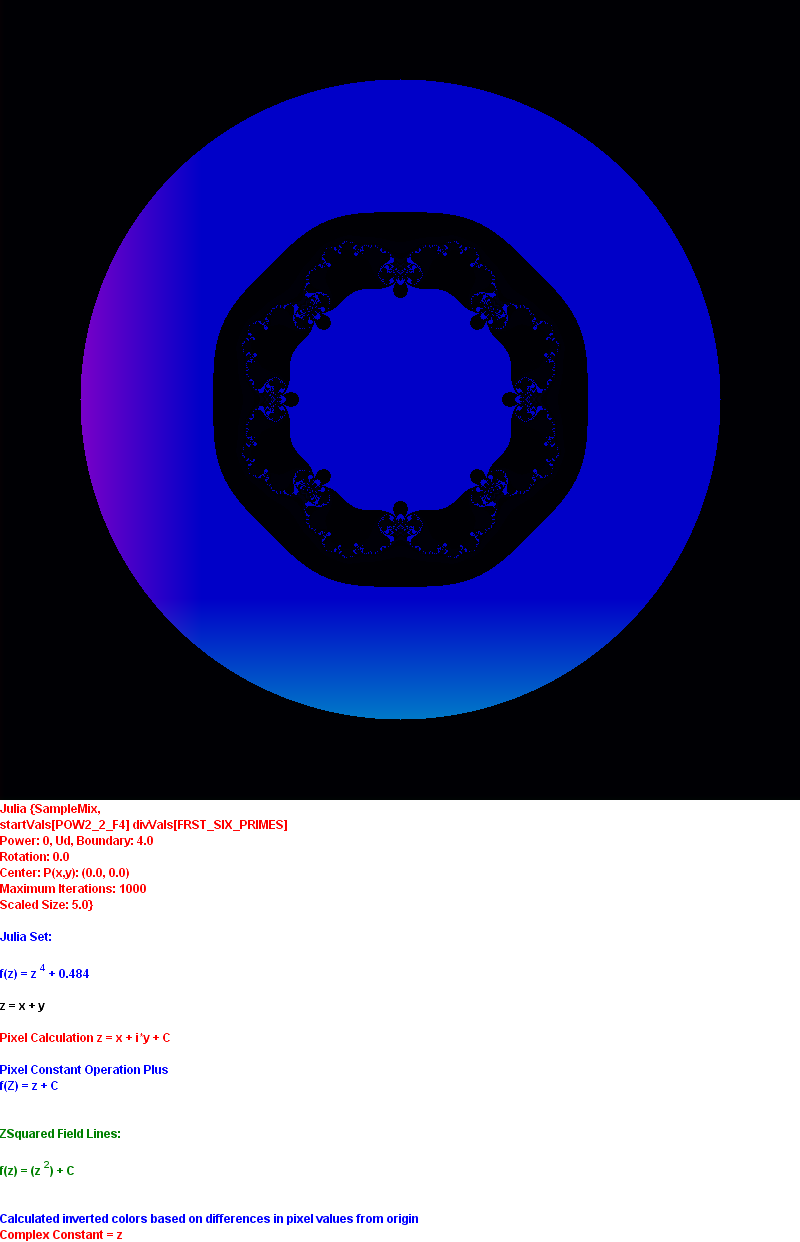 Julia {SampleMix,
startVals[POW2_2_F4] divVals[FRST_SIX_PRIMES]
Power: 0, Ud, Boundary: 4.0
Rotation: 0.0
Center: P(x,y): (0.0, 0.0)
Maximum Iterations: 1000
Scaled Size: 5.0}
Julia Set:
f(z) = z ⁴ + 0.484
z = x + y
Pixel Calculation z = x + i*y + C
Pixel Constant Operation Plus
f(Z) = z + C
ZSquared Field Lines:
f(z) = (z ²) + C
Calculated inverted colors based on differences in pixel values from origin
Complex Constant = z